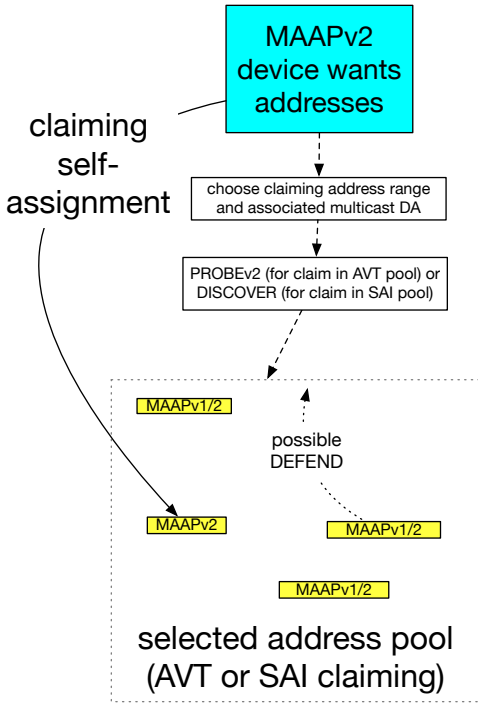 MAAPv2
device wants
addresses
claiming
self-
assignment
choose claiming address range
and associated multicast DA
PROBEv2 (for claim in AVT pool) or
DISCOVER (for claim in SAI pool)
MAAPv1/2
possible
DEFEND
MAAPv2
MAAPv1/2
MAAPv1/2
selected address pool
(AVT or SAI claiming)